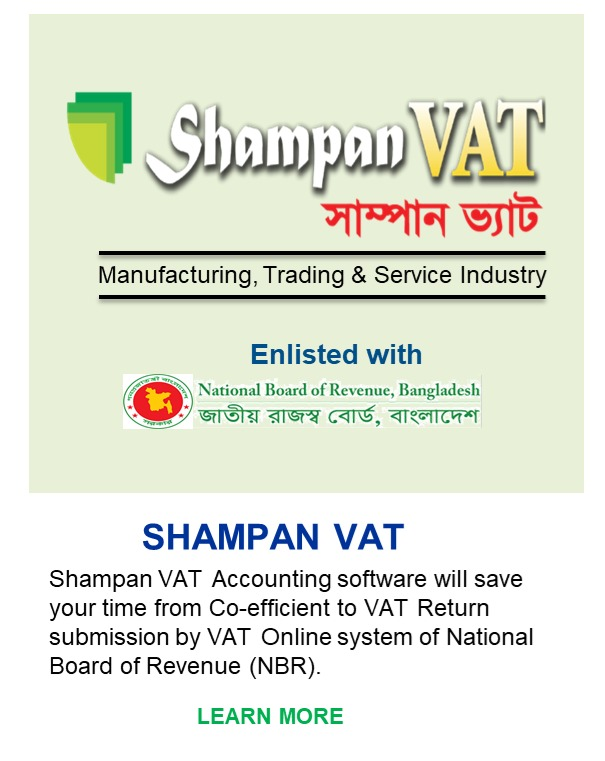 Shampan VAT
সাম্পান ভ্যাট
Manufacturing, Trading & Service Industry
Enlisted with
National Board of Revenue, Bangladesh
জাতীয় রাজস্ব বোর্ড, বাংলাদেশ
SHAMPAN VAT
Shampan VAT Accounting software will save
your time from Co-efficient to VAT Return
submission by VAT Online system of National
Board of Revenue (NBR).
LEARN MORE